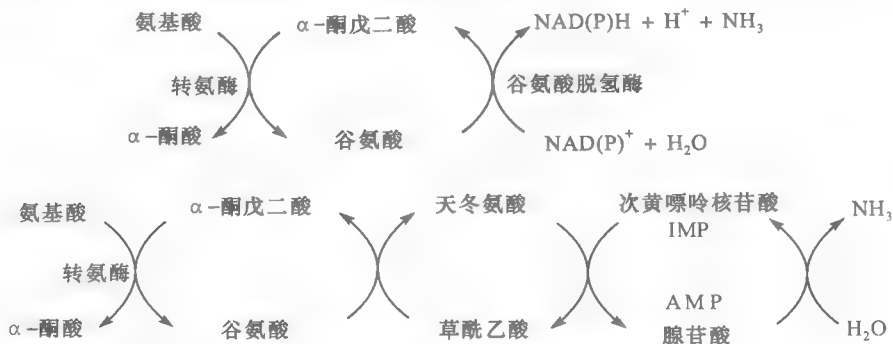 氨基酸 α-酮戊二酸 NAD(P)H + H⁺ + NH₃
转氨酶 谷氨酸脱氢酶
α-酮酸 谷氨酸 NAD(P)⁺ + H₂O
氨基酸 α-酮戊二酸 天冬氨酸 次黄嘌呤核苷酸 NH₃
IMP
转氨酶
AMP
α-酮酸 谷氨酸 草酰乙酸 腺苷酸 H₂O